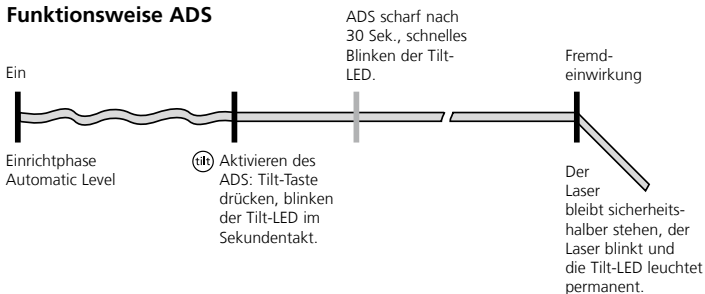 Funktionsweise ADS
Ein
ADS scharf nach
30 Sek., schnelles
Blinken der Tilt-
LED.
Fremd-
einwirkung
Einrichtphase
Automatic Level
tilt Aktivieren des
ADS: Tilt-Taste
drücken, blinken
der Tilt-LED im
Sekundentakt.
Der
Laser
bleibt sicherheits-
halber stehen, der
Laser blinkt und
die Tilt-LED leuchtet
permanent.